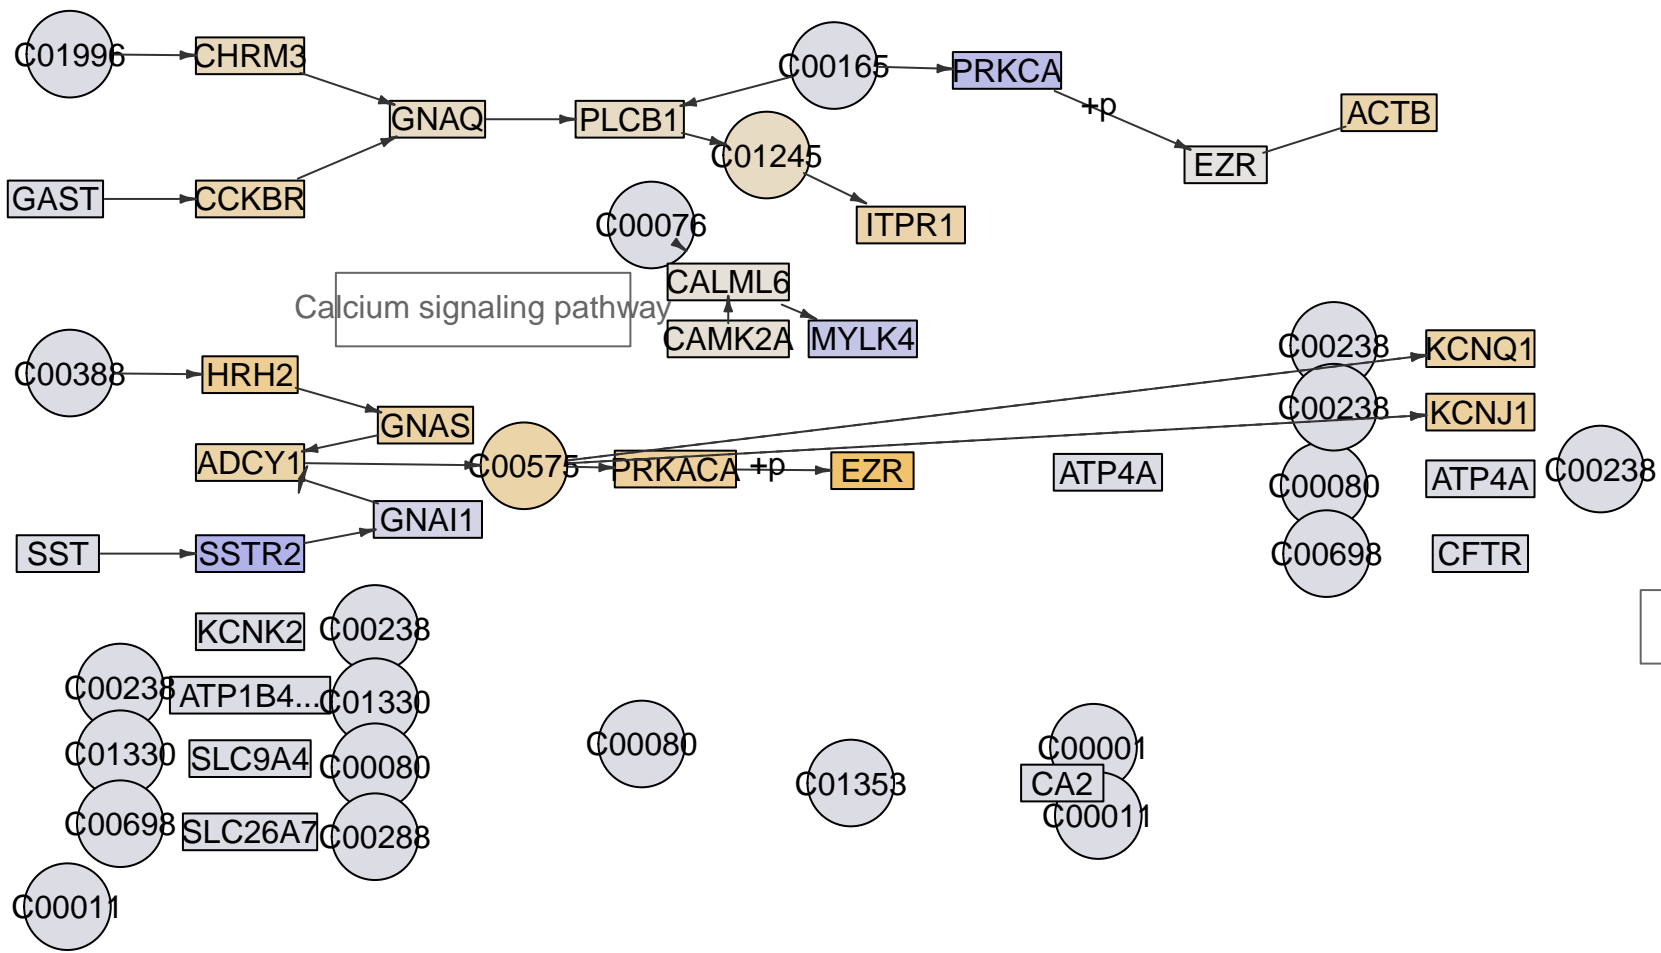 C01996
CHRM3
C00165
PRKCA
+p
ACTB
GNAQ
PLCB1
C01245
EZR
GAST
CCKBR
C00076
ITPR1
CALML6
Calcium signaling pathway
CAMK2A
MYLK4
C00238
KCNQ1
C00388
HRH2
C00238
KCNJ1
GNAS
ADCY1
C00575
PRKACA
+p
EZR
ATP4A
C00080
ATP4A
C00238
GNAI1
SST
SSTR2
C00698
CFTR
KCNK2
C00238
C00238
ATP1B4...
C01330
C01330
SLC9A4
C00080
C00080
C01353
C00001
CA2
C00011
C00698
SLC26A7
C00288
C00011